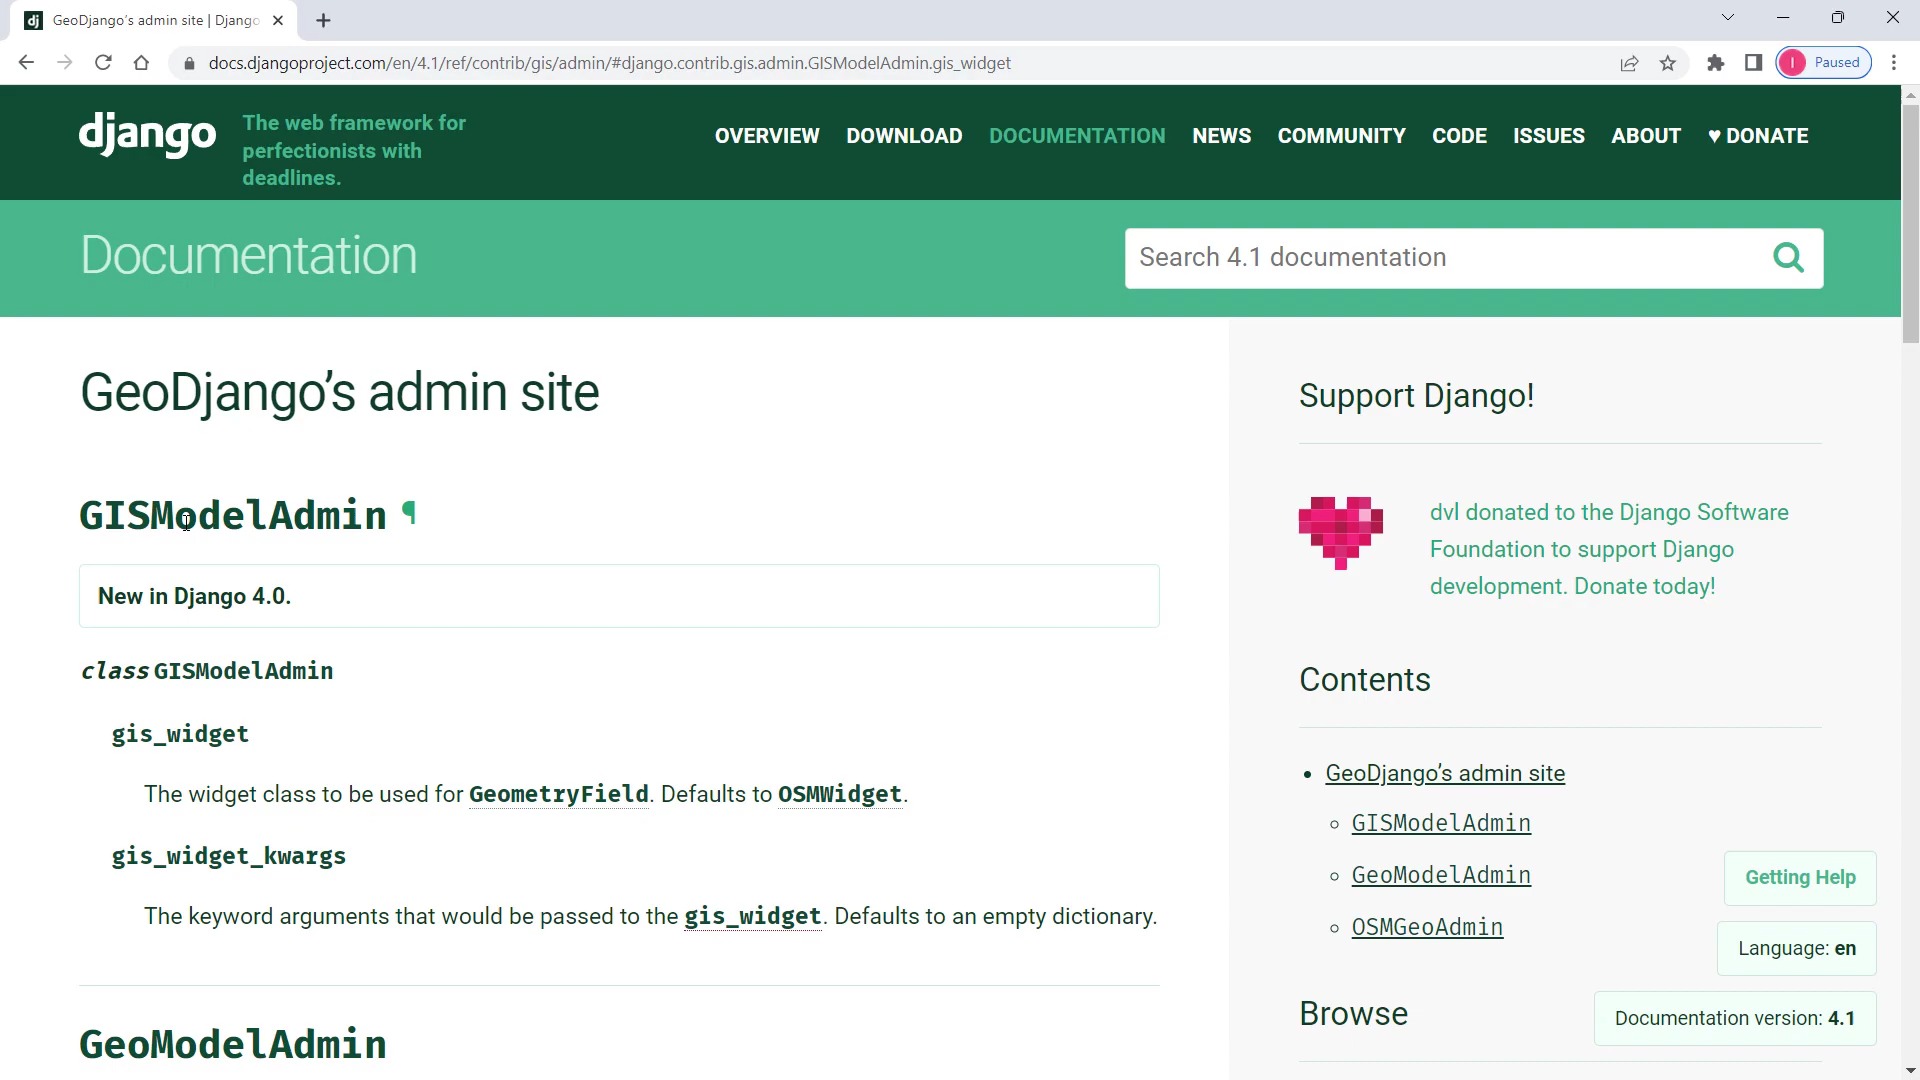 GeoDjango's admin site | Django
docs.djangoproject.com/en/4.1/ref/contrib/gis/admin/#django.contrib.gis.admin.GISModelAdmin.gis_widget
I
Paused
django
The web framework for
perfectionists with
deadlines.
OVERVIEW DOWNLOAD DOCUMENTATION NEWS COMMUNITY CODE ISSUES ABOUT ♥ DONATE
Documentation
Search 4.1 documentation
GeoDjango's admin site
GISModelAdmin ¶
New in Django 4.0.
class GISModelAdmin
gis_widget
The widget class to be used for GeometryField. Defaults to OSMWidget.
gis_widget_kwargs
The keyword arguments that would be passed to the gis_widget. Defaults to an empty dictionary.
GeoModelAdmin
Support Django!
dvl donated to the Django Software
Foundation to support Django
development. Donate today!
Contents
GeoDjango's admin site
GISModelAdmin
GeoModelAdmin
OSMGeoAdmin
Browse
Getting Help
Language: en
Documentation version: 4.1